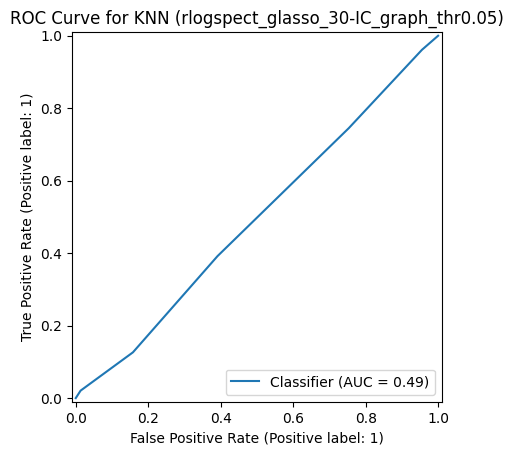 ROC Curve for KNN (rlogspect_glasso_30-IC_graph_thr0.05)
True Positive Rate (Positive label: 1)
1.0
0.8
0.6
0.4
0.2
0.0
Classifier (AUC = 0.49)
0.0 0.2 0.4 0.6 0.8 1.0
False Positive Rate (Positive label: 1)